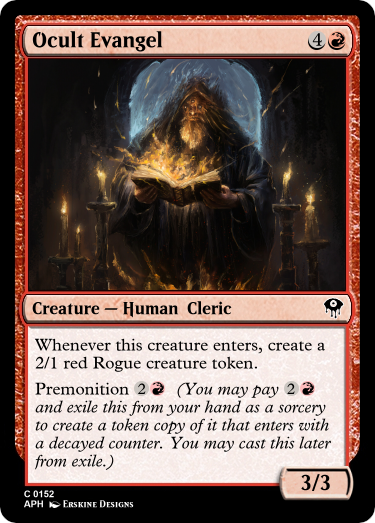 Ocult Evangel 4
Creature — Human Cleric
Whenever this creature enters, create a
2/1 red Rogue creature token.
Premonition 2 (You may pay 2
and exile this from your hand as a sorcery
to create a token copy of it that enters with
a decayed counter. You may cast this later
from exile.)
3/3
C 0152
APH Erskine Designs